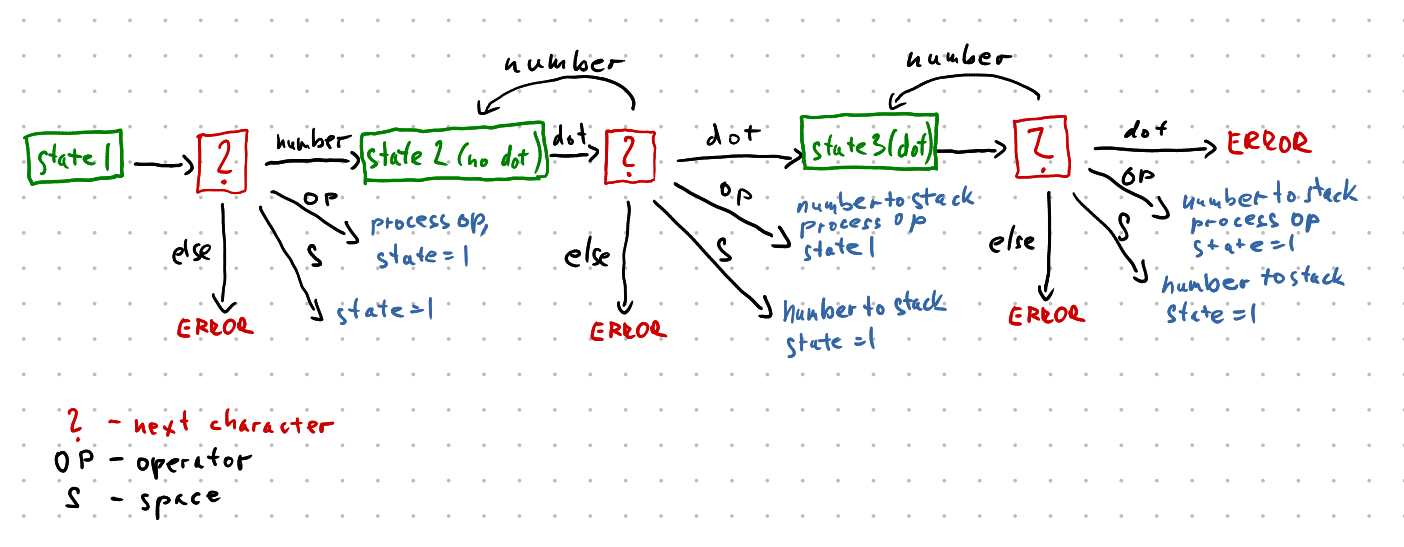 number
number
state 1
?
number
state 2 (no dot)
dot
?
dot
state 3 (dot)
?
dot
ERROR
else
OP
S
process op,
state = 1
state = 1
ERROR
else
OP
S
number to stack
process op
state 1
number to stack
state = 1
ERROR
else
OP
S
number to stack
process op
state = 1
number to stack
state = 1
ERROR
? - next character
OP - operator
S - space